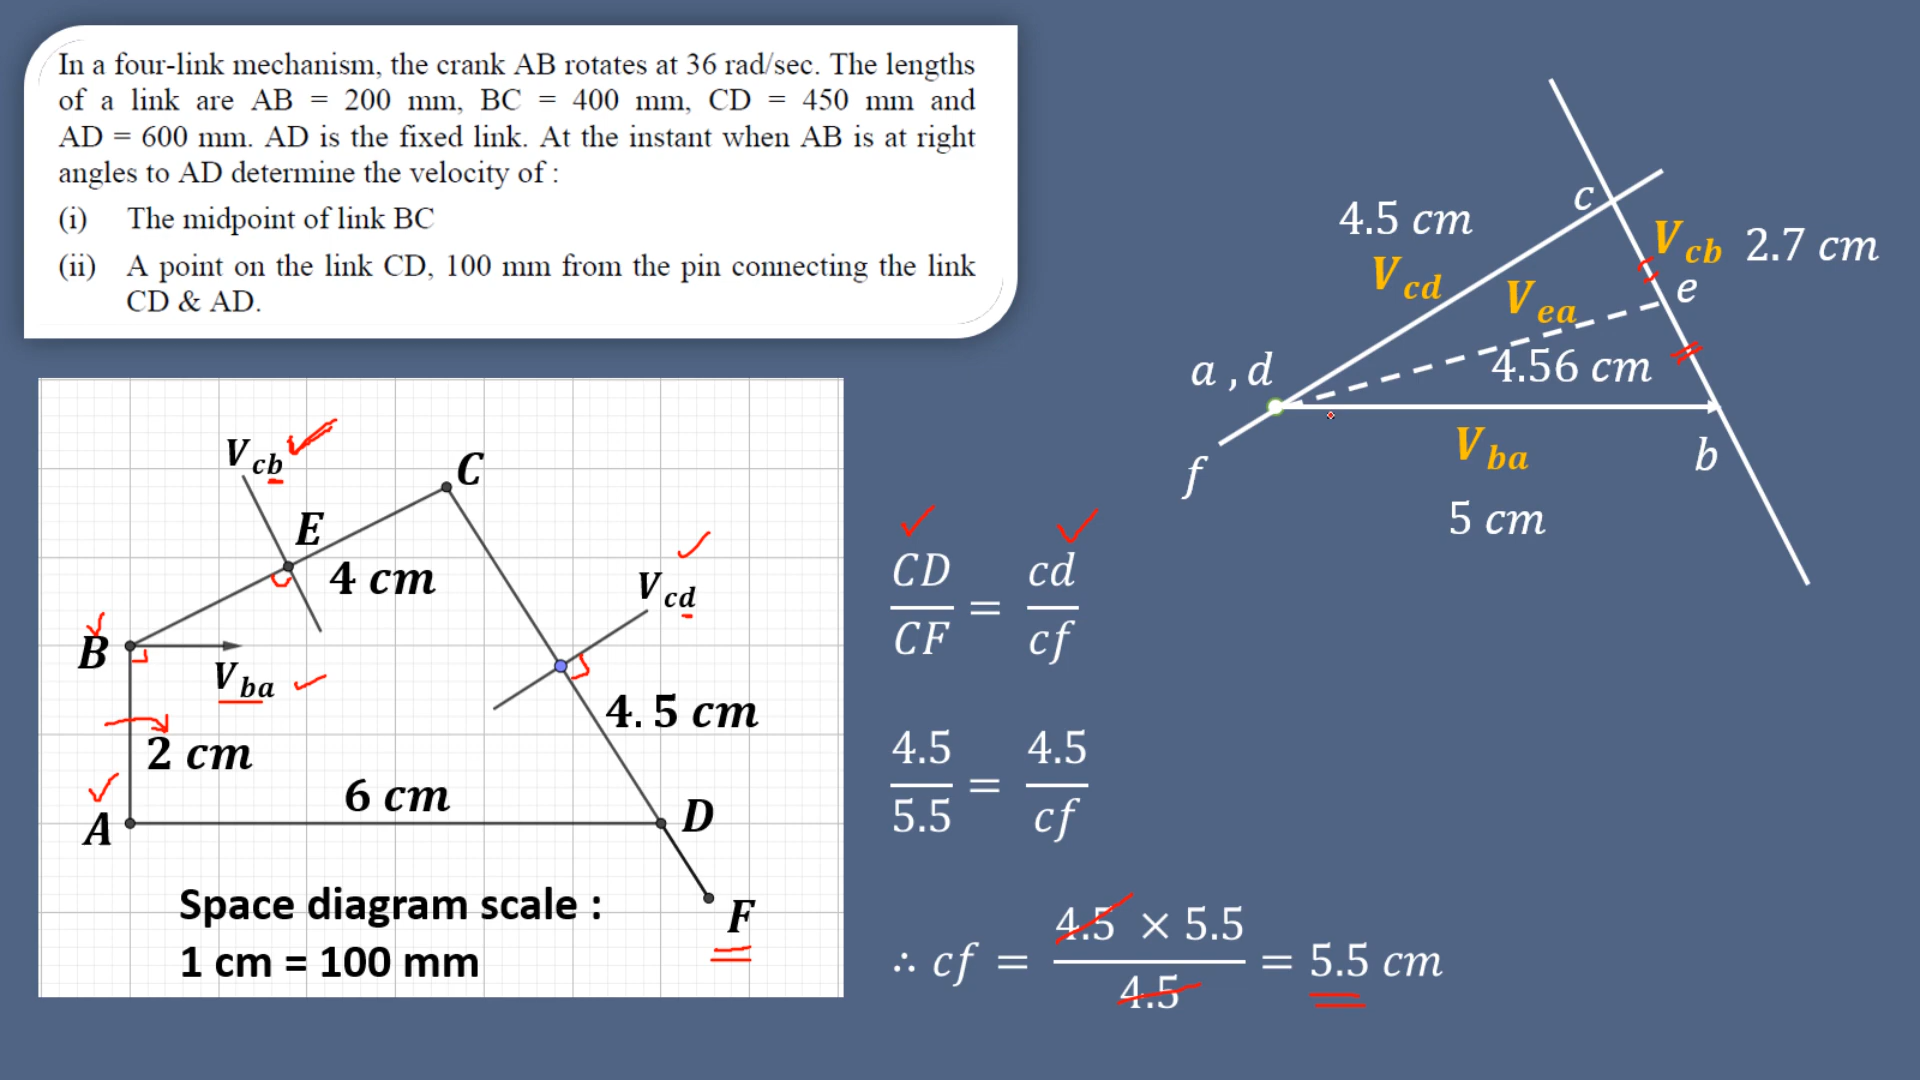 In a four-link mechanism, the crank AB rotates at 36 rad/sec. The lengths
of a link are AB = 200 mm, BC = 400 mm, CD = 450 mm and
AD = 600 mm. AD is the fixed link. At the instant when AB is at right
angles to AD determine the velocity of :
(i) The midpoint of link BC
(ii) A point on the link CD, 100 mm from the pin connecting the link
CD & AD.
V cb
C
E
4 cm
V cd
B
V ba
4.5 cm
2 cm
6 cm
A
D
Space diagram scale :
1 cm = 100 mm
F
c
4.5 cm
V cd
V cb 2.7 cm
e
V ea
a , d
4.56 cm
V ba
b
f
5 cm
CD/CF = cd/cf
4.5/5.5 = 4.5/cf
∴ cf = 4.5 × 5.5/4.5 = 5.5 cm